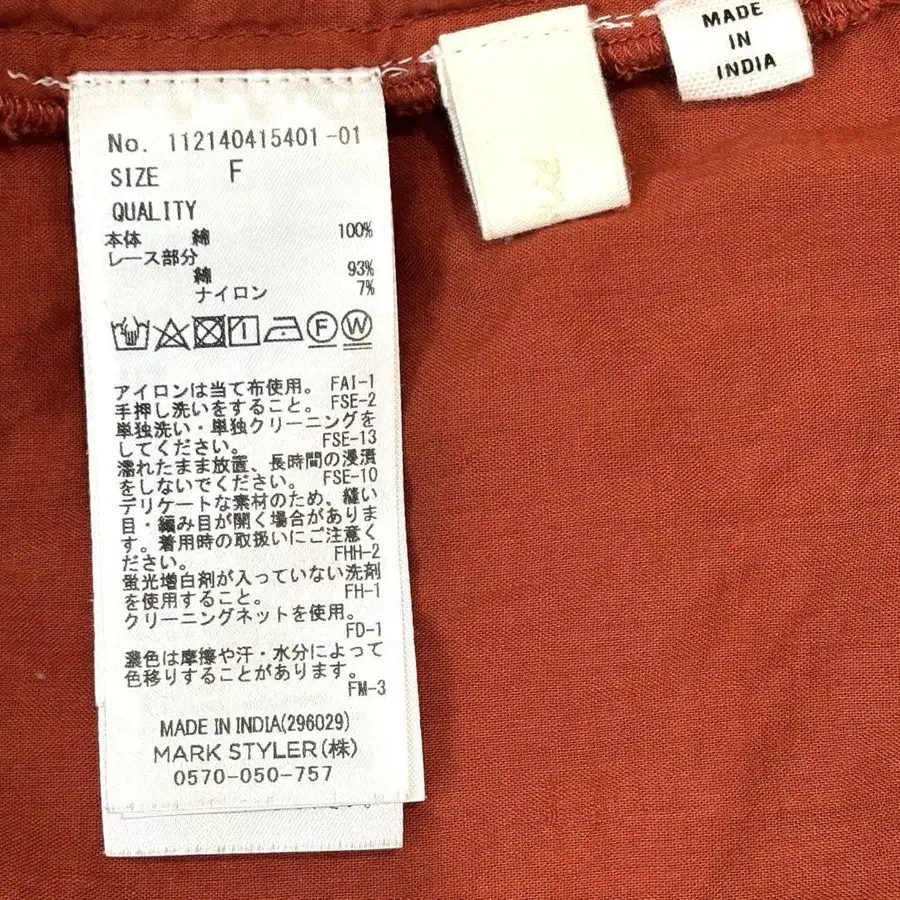 No. 112140415401-01
SIZE F
QUALITY
本体 綿 100%
レース部分
綿 93%
ナイロン 7%
F W
アイロンは当て布使用。 FAI-1
手押し洗いをすること。 FSE-2
単独洗い・単独クリーニングを
してください。 FSE-13
濡れたまま放置、長時間の浸漬
をしないでください。 FSE-10
デリケートな素材のため、縫い
目・編み目が開く場合がありま
す。着用時の取扱いにご注意く
ださい。 FHH-2
蛍光増白剤が入っていない洗剤
を使用すること。 FH-1
クリーニングネットを使用。
FD-1
濃色は摩擦や汗・水分によって
色移りすることがあります。
FM-3
MADE IN INDIA(296029)
MARK STYLER(株)
0570-050-757
MADE
IN
INDIA